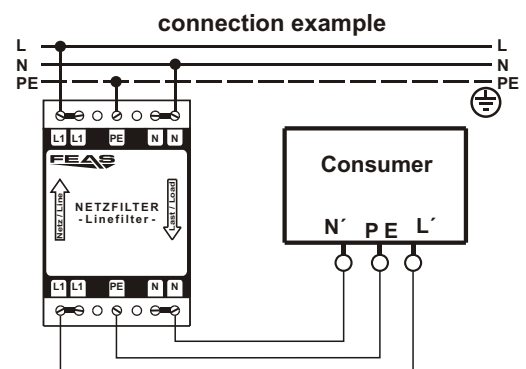 connection example
L L
N N
PE PE
L1 L1 PE N N
FEAS
Netz / Line
NETZFILTER
-Linefilter-
Last / Load
L1 L1 PE N N
Consumer
N´ PE L´